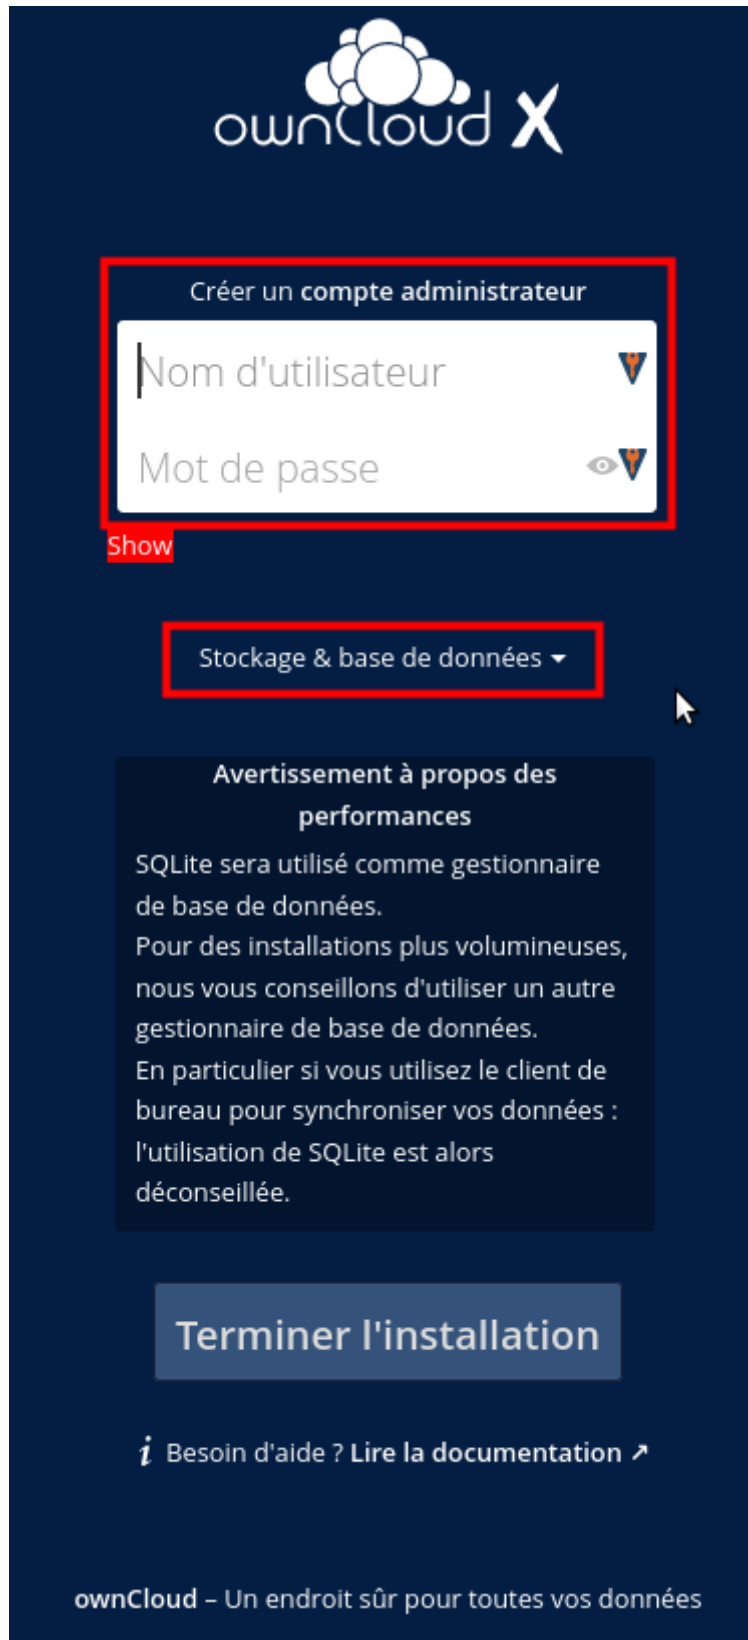 ownCloud X
Créer un compte administrateur
Nom d'utilisateur
Mot de passe
Show
Stockage & base de données
Avertissement à propos des
performances
SQLite sera utilisé comme gestionnaire
de base de données.
Pour des installations plus volumineuses,
nous vous conseillons d'utiliser un autre
gestionnaire de base de données.
En particulier si vous utilisez le client de
bureau pour synchroniser vos données :
l'utilisation de SQLite est alors
déconseillée.
Terminer l'installation
i Besoin d'aide ? Lire la documentation ↗
ownCloud – Un endroit sûr pour toutes vos données